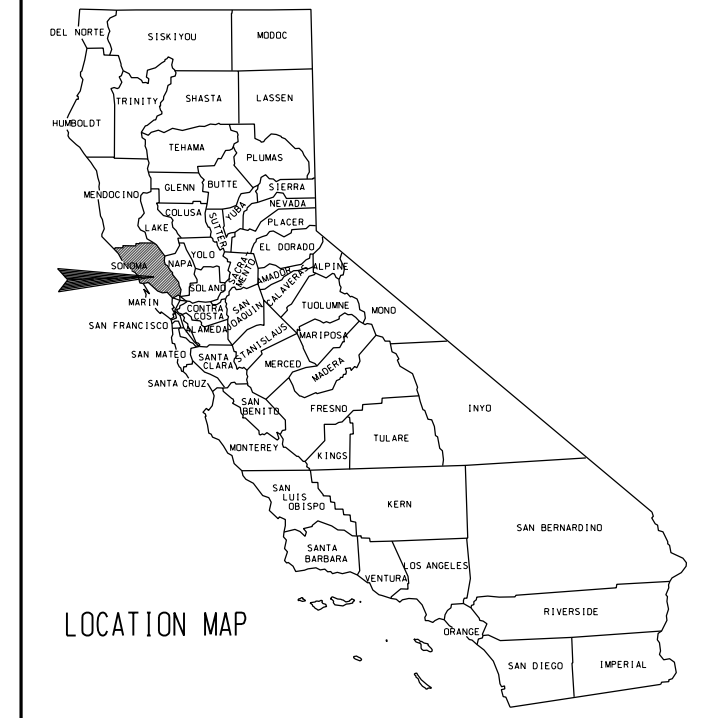 DEL NORTE
SISKIYOU
MODOC
TRINITY
SHASTA
LASSEN
HUMBOLDT
TEHAMA
PLUMAS
MENDOCINO
GLENN
BUTTE
SIERRA
NEVADA
COLUSA
YUBA
SUTTER
PLACER
LAKE
EL DORADO
YOLO
SONOMA
NAPA
SACRA-
MENTO
AMADOR
ALPINE
SOLANO
CALAVERAS
MARIN
CONTRA
COSTA
SAN
JOAQUIN
TUOLUMNE
MONO
SAN FRANCISCO
ALAMEDA
STANISLAUS
MARIPOSA
SAN MATEO
SANTA
CLARA
MERCED
MADERA
SANTA CRUZ
SAN
BENITO
FRESNO
INYO
MONTEREY
KINGS
TULARE
SAN
LUIS
OBISPO
KERN
SAN BERNARDINO
SANTA
BARBARA
VENTURA
LOS ANGELES
ORANGE
RIVERSIDE
SAN DIEGO
IMPERIAL
LOCATION MAP